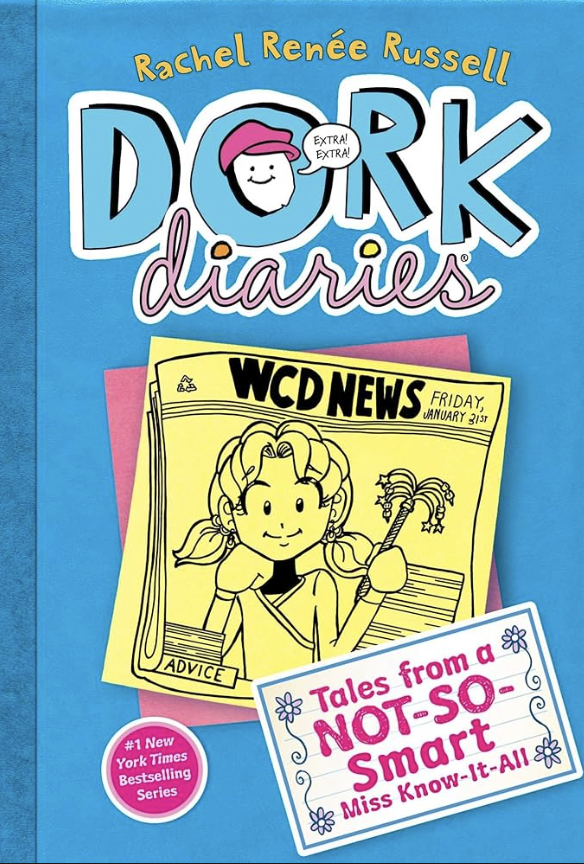 Rachel Renée Russell
DORK
EXTRA!
EXTRA!
diaries®
WCD NEWS
FRIDAY,
JANUARY 31ST
ADVICE
Tales from a
NOT-SO-
Smart
Miss Know-It-All
#1 New
York Times
Bestselling
Series